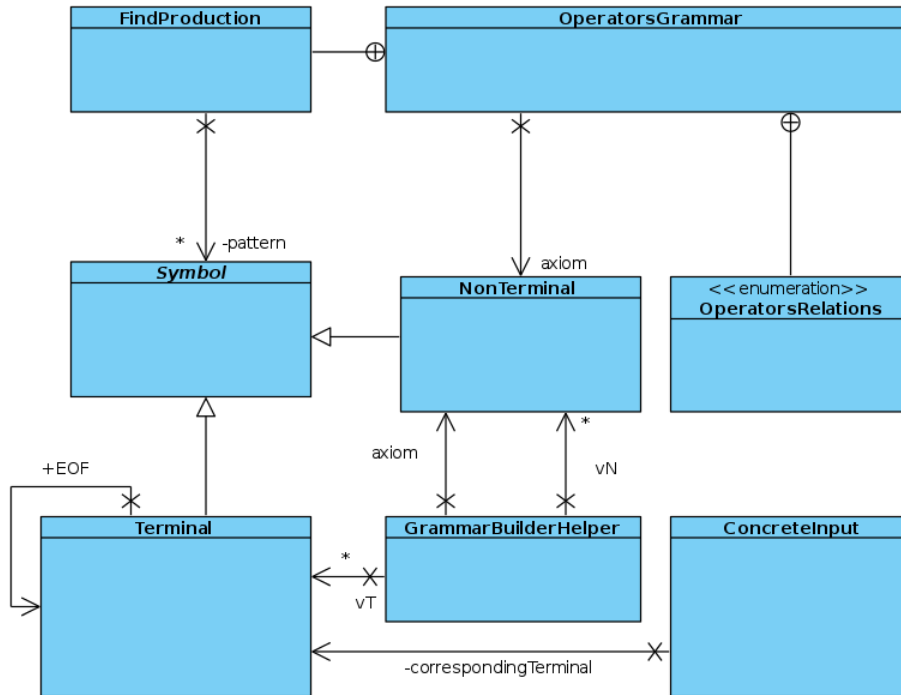 FindProduction
OperatorsGrammar
*
-pattern
axiom
Symbol
NonTerminal
<<enumeration>>
OperatorsRelations
axiom
*
vN
+EOF
Terminal
GrammarBuilderHelper
ConcreteInput
*
vT
-correspondingTerminal